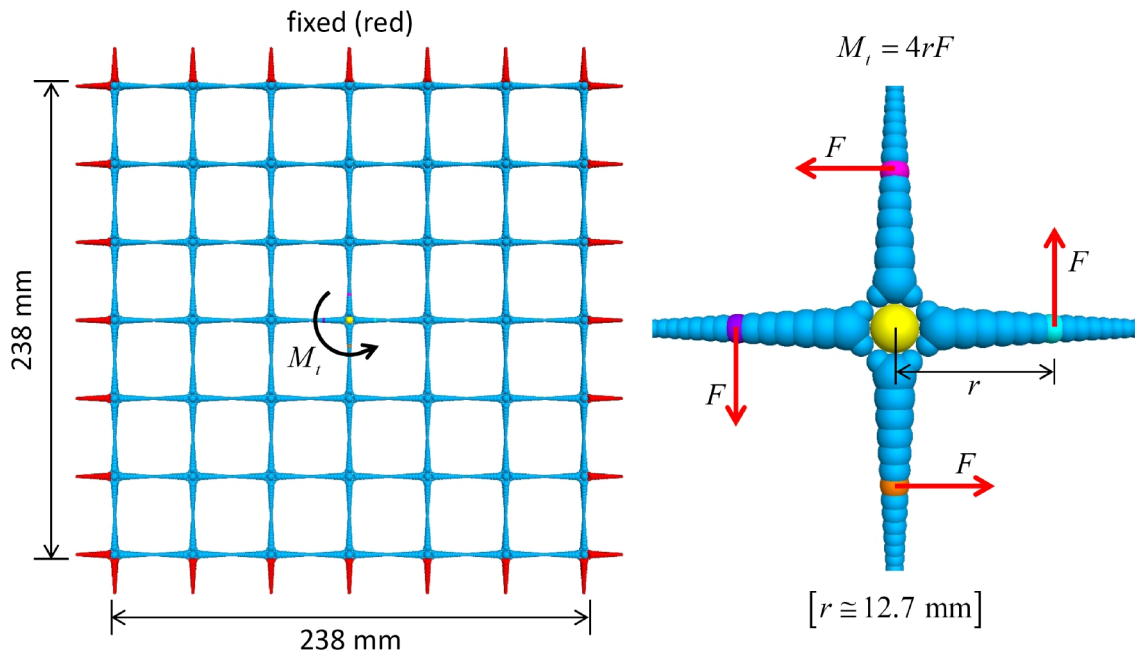 fixed (red)
238 mm
M_t
238 mm
M_t = 4rF
F
F
F
r
F
[r ≅ 12.7 mm]